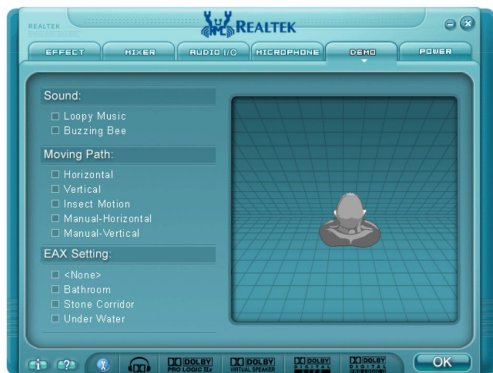 REALTEK
REALTEK
EFFECT MIXER AUDIO I/O MICROPHONE DEMO POWER
Sound:
Loopy Music
Buzzing Bee
Moving Path:
Horizontal
Vertical
Insect Motion
Manual-Horizontal
Manual-Vertical
EAX Setting:
<None>
Bathroom
Stone Corridor
Under Water
i ?
DOLBY PRO LOGIC IIx
DOLBY VIRTUAL SPEAKER
DOLBY DIGITAL
DOLBY DIGITAL
OK